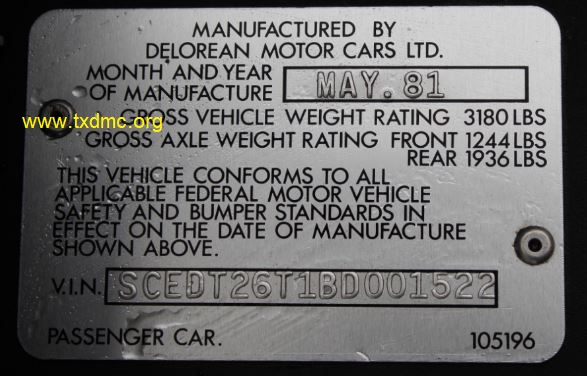 MANUFACTURED BY
DELOREAN MOTOR CARS LTD.
MONTH AND YEAR
OF MANUFACTURE MAY.81
www.txdmc.org
GROSS VEHICLE WEIGHT RATING 3180 LBS
GROSS AXLE WEIGHT RATING FRONT 1244 LBS
REAR 1936 LBS
THIS VEHICLE CONFORMS TO ALL
APPLICABLE FEDERAL MOTOR VEHICLE
SAFETY AND BUMPER STANDARDS IN
EFFECT ON THE DATE OF MANUFACTURE
SHOWN ABOVE.
V.I.N. SCEDT26T1BD001522
PASSENGER CAR. 105196